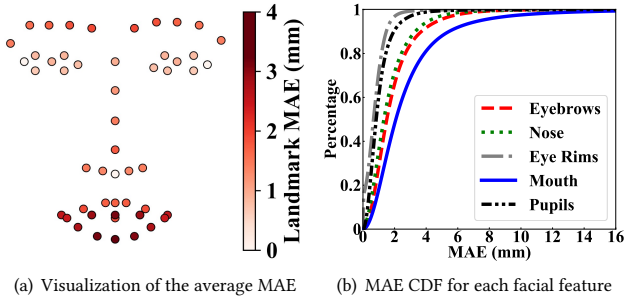 4
3
2
1
0
Landmark MAE (mm)
(a) Visualization of the average MAE
Percentage
1
0.8
0.6
0.4
0.2
0
0 2 4 6 8 10 12 14 16
MAE (mm)
Eyebrows
Nose
Eye Rims
Mouth
Pupils
(b) MAE CDF for each facial feature